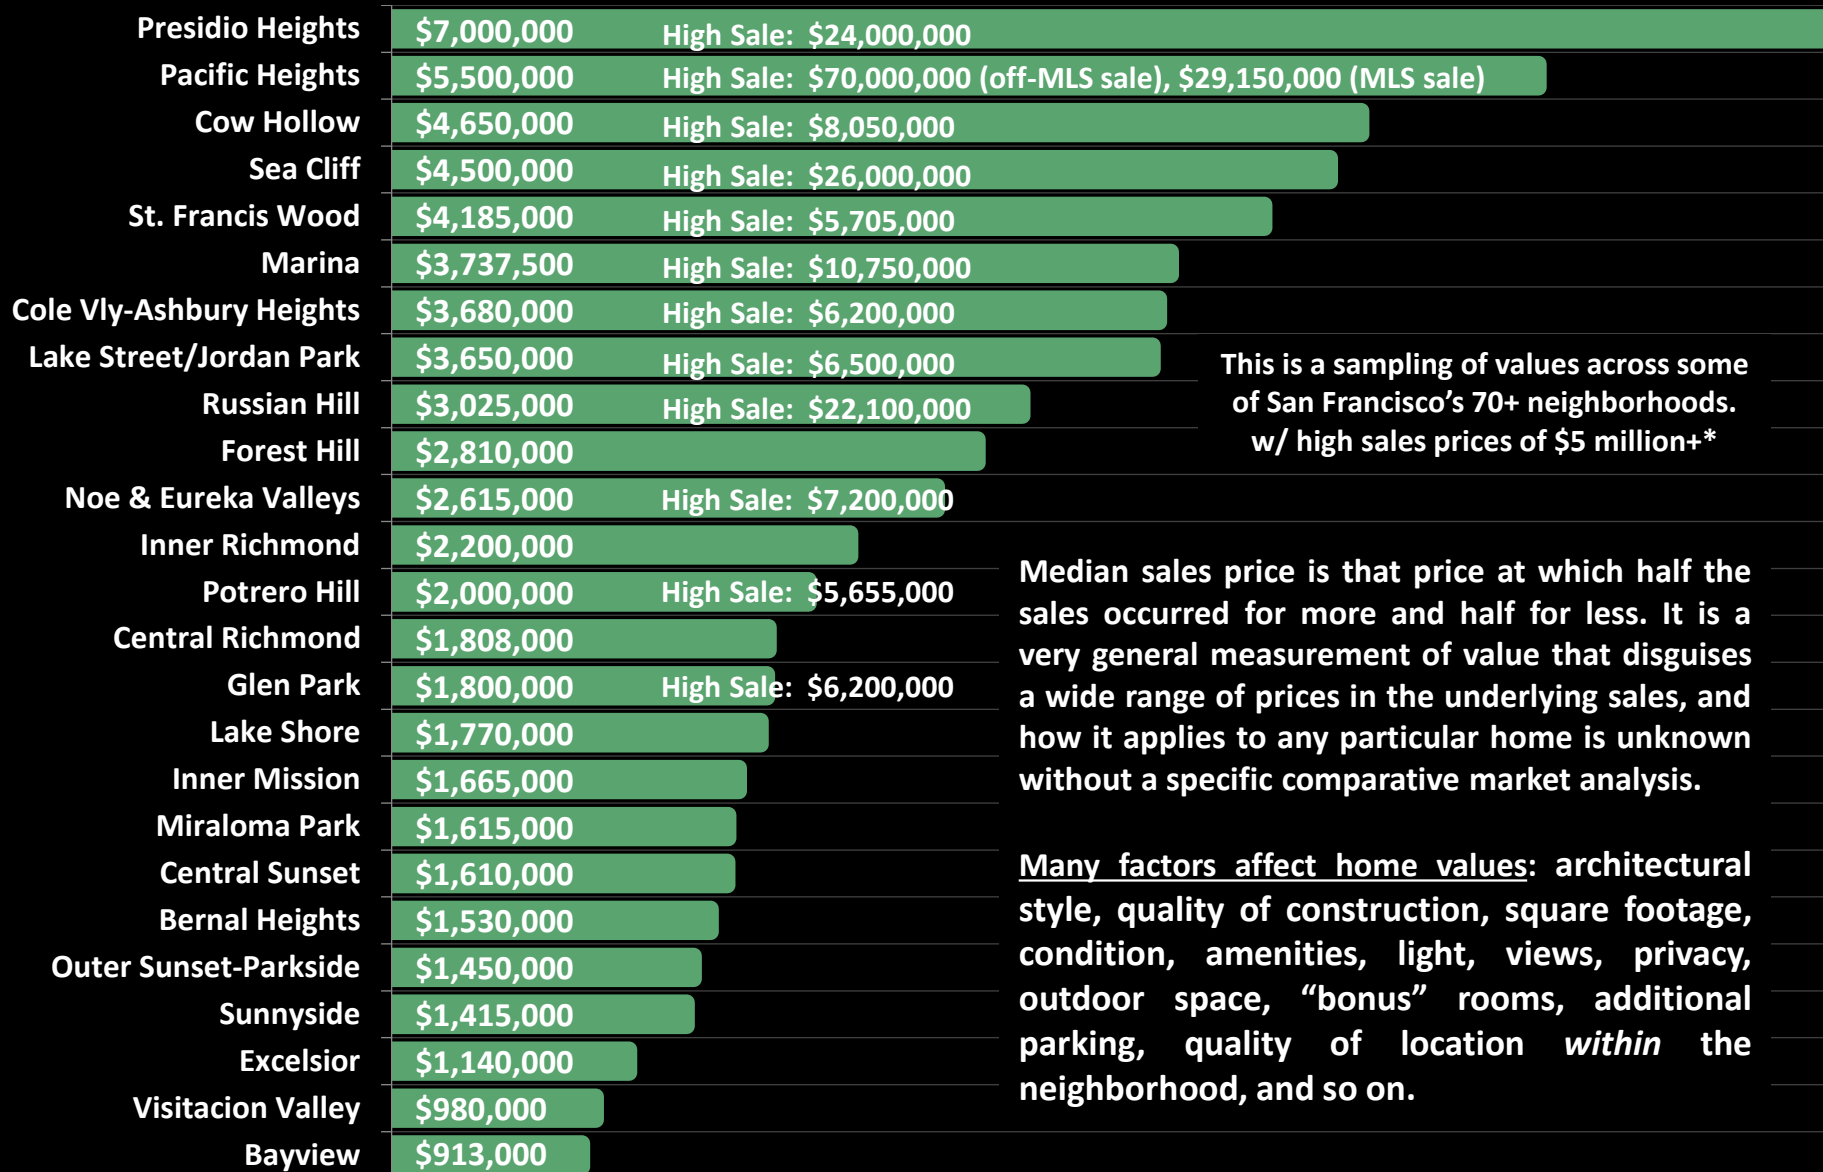 Presidio Heights $7,000,000 High Sale: $24,000,000
Pacific Heights $5,500,000 High Sale: $70,000,000 (off-MLS sale), $29,150,000 (MLS sale)
Cow Hollow $4,650,000 High Sale: $8,050,000
Sea Cliff $4,500,000 High Sale: $26,000,000
St. Francis Wood $4,185,000 High Sale: $5,705,000
Marina $3,737,500 High Sale: $10,750,000
Cole Vly-Ashbury Heights $3,680,000 High Sale: $6,200,000
Lake Street/Jordan Park $3,650,000 High Sale: $6,500,000
Russian Hill $3,025,000 High Sale: $22,100,000
Forest Hill $2,810,000
Noe & Eureka Valleys $2,615,000 High Sale: $7,200,000
Inner Richmond $2,200,000
Potrero Hill $2,000,000 High Sale: $5,655,000
Central Richmond $1,808,000
Glen Park $1,800,000 High Sale: $6,200,000
Lake Shore $1,770,000
Inner Mission $1,665,000
Miraloma Park $1,615,000
Central Sunset $1,610,000
Bernal Heights $1,530,000
Outer Sunset-Parkside $1,450,000
Sunnyside $1,415,000
Excelsior $1,140,000
Visitacion Valley $980,000
Bayview $913,000
This is a sampling of values across some
of San Francisco’s 70+ neighborhoods.
w/ high sales prices of $5 million+*
Median sales price is that price at which half the
sales occurred for more and half for less. It is a
very general measurement of value that disguises
a wide range of prices in the underlying sales, and
how it applies to any particular home is unknown
without a specific comparative market analysis.
Many factors affect home values: architectural
style, quality of construction, square footage,
condition, amenities, light, views, privacy,
outdoor space, “bonus” rooms, additional
parking, quality of location within the
neighborhood, and so on.